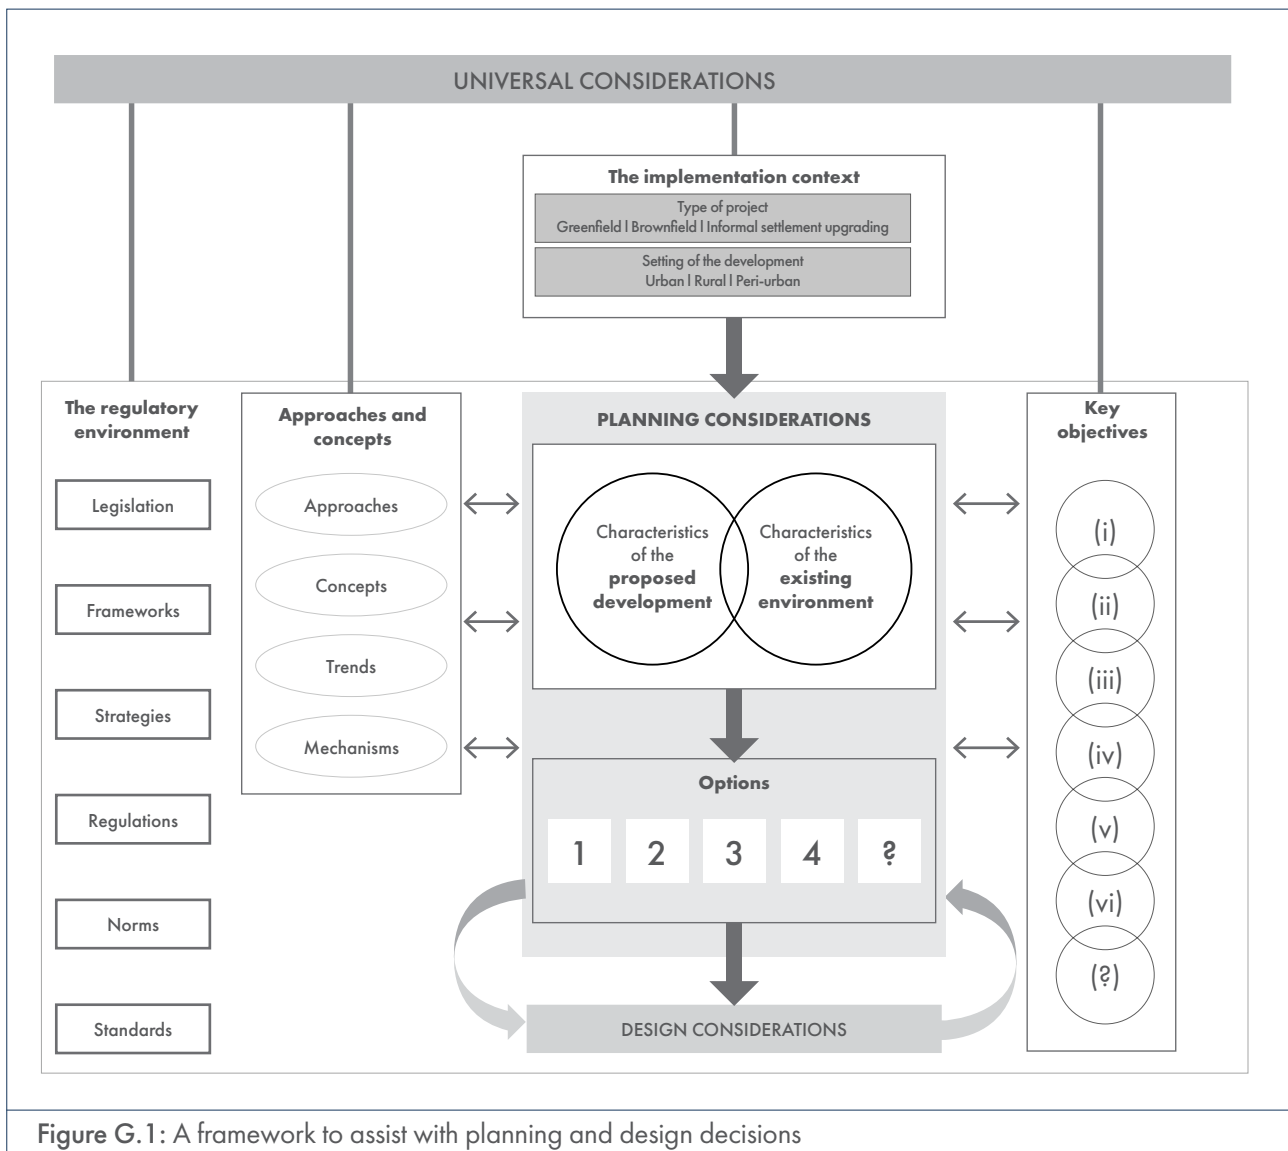 UNIVERSAL CONSIDERATIONS
The implementation context
Type of project
Greenfield l Brownfield l Informal settlement upgrading
Setting of the development
Urban l Rural l Peri-urban
The regulatory
environment
Legislation
Frameworks
Strategies
Regulations
Norms
Standards
Approaches and
concepts
Approaches
Concepts
Trends
Mechanisms
PLANNING CONSIDERATIONS
Characteristics
of the
proposed
development
Characteristics
of the
existing
environment
Options
1
2
3
4
?
DESIGN CONSIDERATIONS
Key
objectives
(i)
(ii)
(iii)
(iv)
(v)
(vi)
(?)
Figure G.1: A framework to assist with planning and design decisions